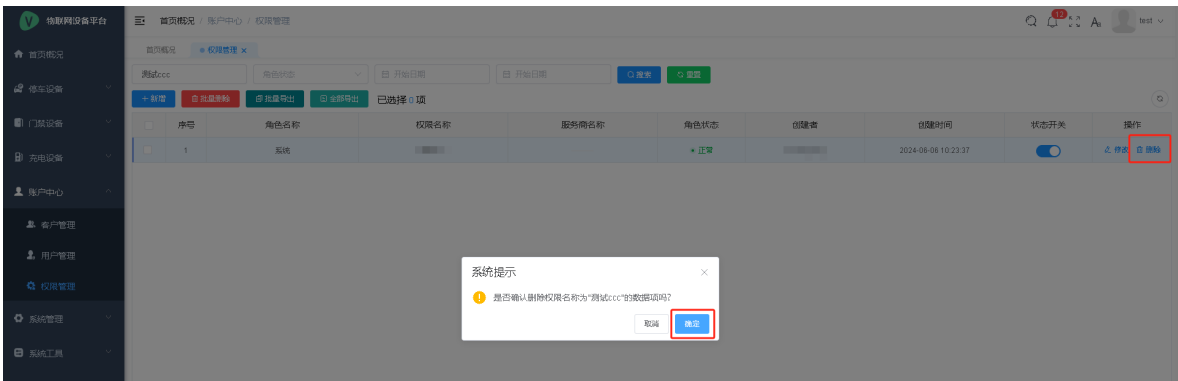 V 物联网设备平台
首页概况 / 账户中心 / 权限管理
12
test
首页概况
停车设备
门禁设备
充电设备
账户中心
客户管理
用户管理
权限管理
系统管理
系统工具
首页概况 权限管理 ×
测试ccc 角色状态 开始日期 开始日期 搜索 重置
+ 新增 批量删除 批量导出 全部导出 已选择 0 项
序号 角色名称 权限名称 服务商名称 角色状态 创建者 创建时间 状态开关 操作
1 系统 正常 2024-06-06 10:23:37 修改 删除
系统提示 ×
! 是否确认删除权限名称为"测试ccc"的数据项吗?
取消 确定